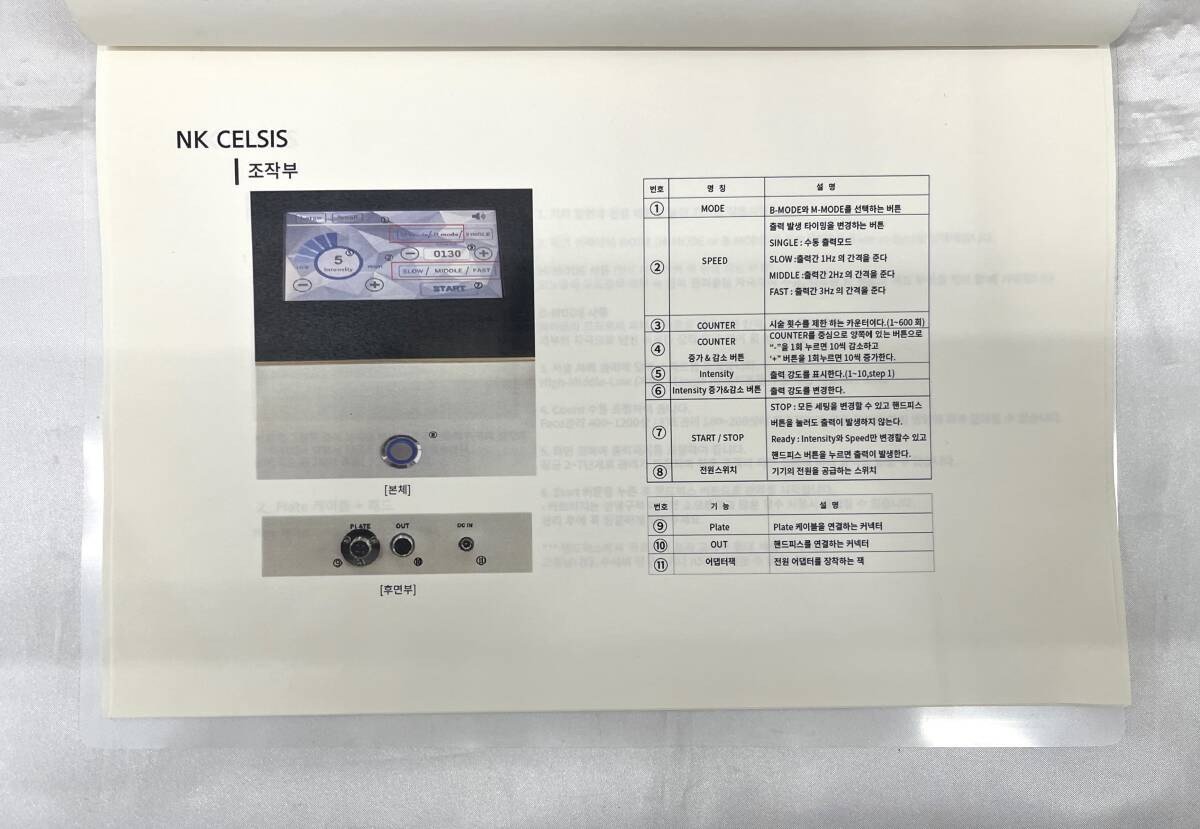 NK CELSIS
조작부
5
Intensity
0130
SINGLE
SLOW / MIDDLE / FAST
START
⑧
[본체]
PLATE OUT DC IN
⑨ ⑩ ⑪
[후면부]
번호 명 칭 설 명
① MODE B-MODE와 M-MODE를 선택하는 버튼
② SPEED 출력 발생 타이밍을 변경하는 버튼
SINGLE : 수동 출력모드
SLOW :출력간 1Hz 의 간격을 준다
MIDDLE :출력간 2Hz 의 간격을 준다
FAST : 출력간 3Hz 의 간격을 준다
③ COUNTER 시술 횟수를 제한 하는 카운터이다.(1~600 회)
④ COUNTER
증가 & 감소 버튼
COUNTER를 중심으로 양쪽에 있는 버튼으로
"-"을 1회 누르면 10씩 감소하고
'+" 버튼을 1회누르면 10씩 증가한다.
⑤ Intensity 출력 강도를 표시한다.(1~10,step 1)
⑥ Intensity 증가&감소 버튼 출력 강도를 변경한다.
⑦ START / STOP STOP : 모든 세팅을 변경할 수 있고 핸드피스
버튼을 눌러도 출력이 발생하지 않는다.
Ready : Intensity와 Speed만 변경할수 있고
핸드피스 버튼을 누르면 출력이 발생한다.
⑧ 전원스위치 기기의 전원을 공급하는 스위치
번호 기 능 설 명
⑨ Plate Plate 케이블을 연결하는 커넥터
⑩ OUT 핸드피스를 연결하는 커넥터
⑪ 어댑터잭 전원 어댑터를 장착하는 잭